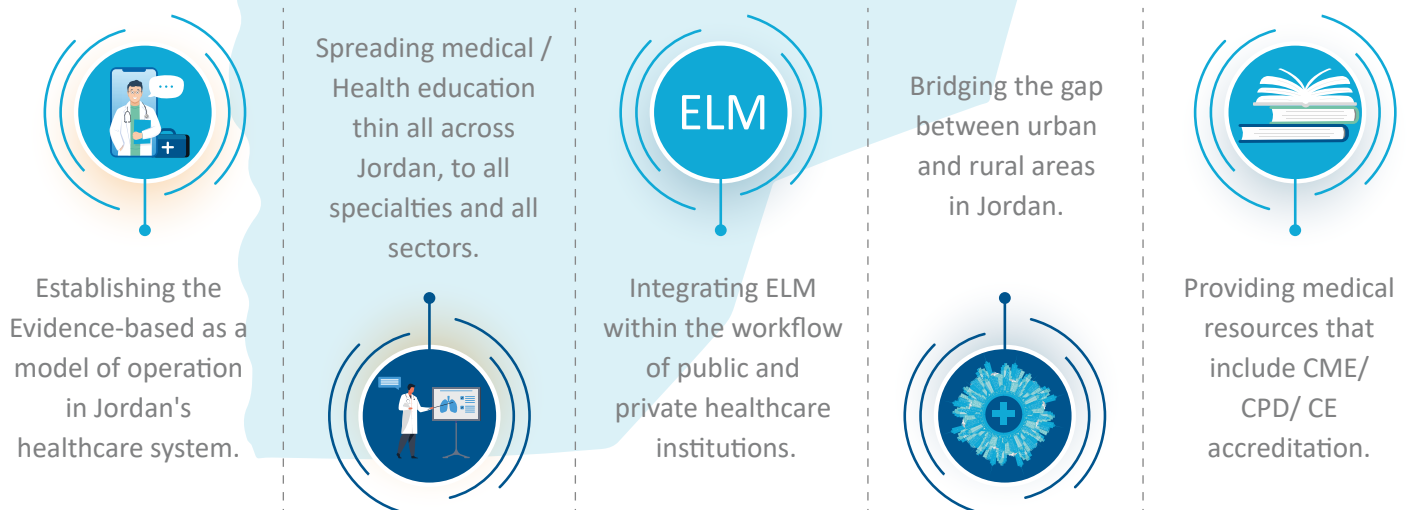 Establishing the
Evidence-based as a
model of operation
in Jordan's
healthcare system.
Spreading medical /
Health education
thin all across
Jordan, to all
specialties and all
sectors.
ELM
Integrating ELM
within the workflow
of public and
private healthcare
institutions.
Bridging the gap
between urban
and rural areas
in Jordan.
Providing medical
resources that
include CME/
CPD/ CE
accreditation.